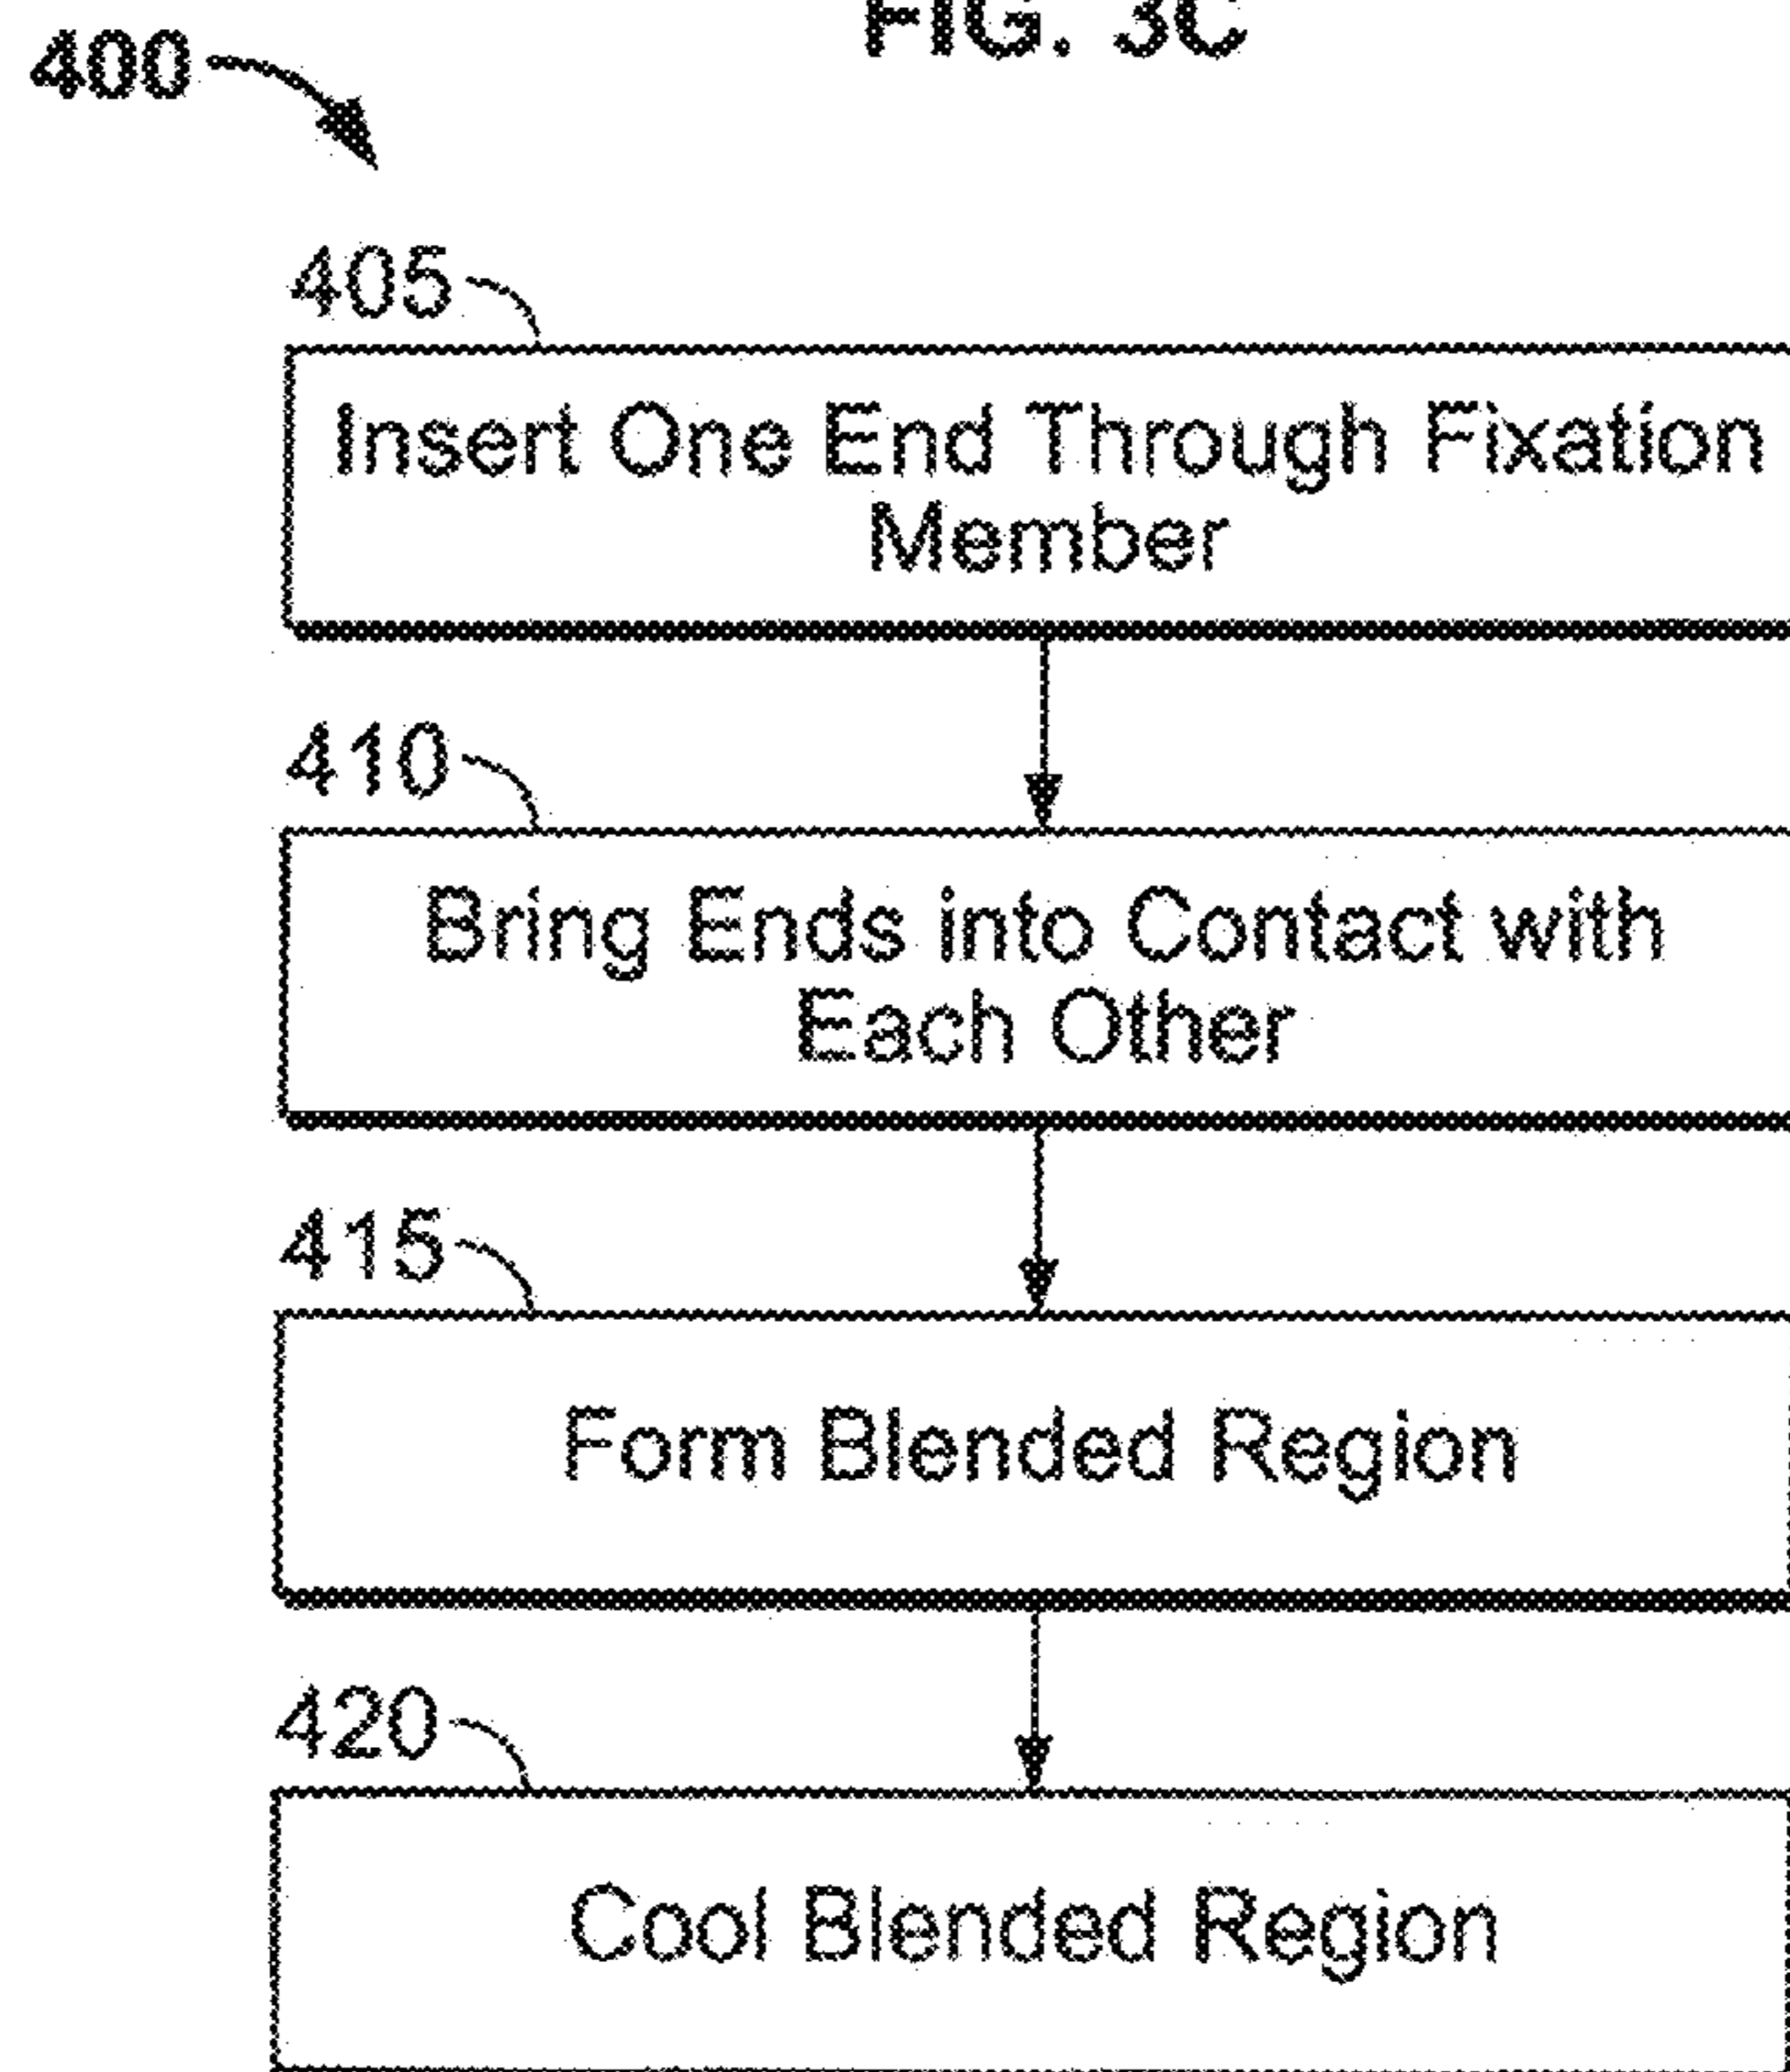 FIG. 3C
400
405
Insert One End Through Fixation
Member
410
Bring Ends into Contact with
Each Other
415
Form Blended Region
420
Cool Blended Region